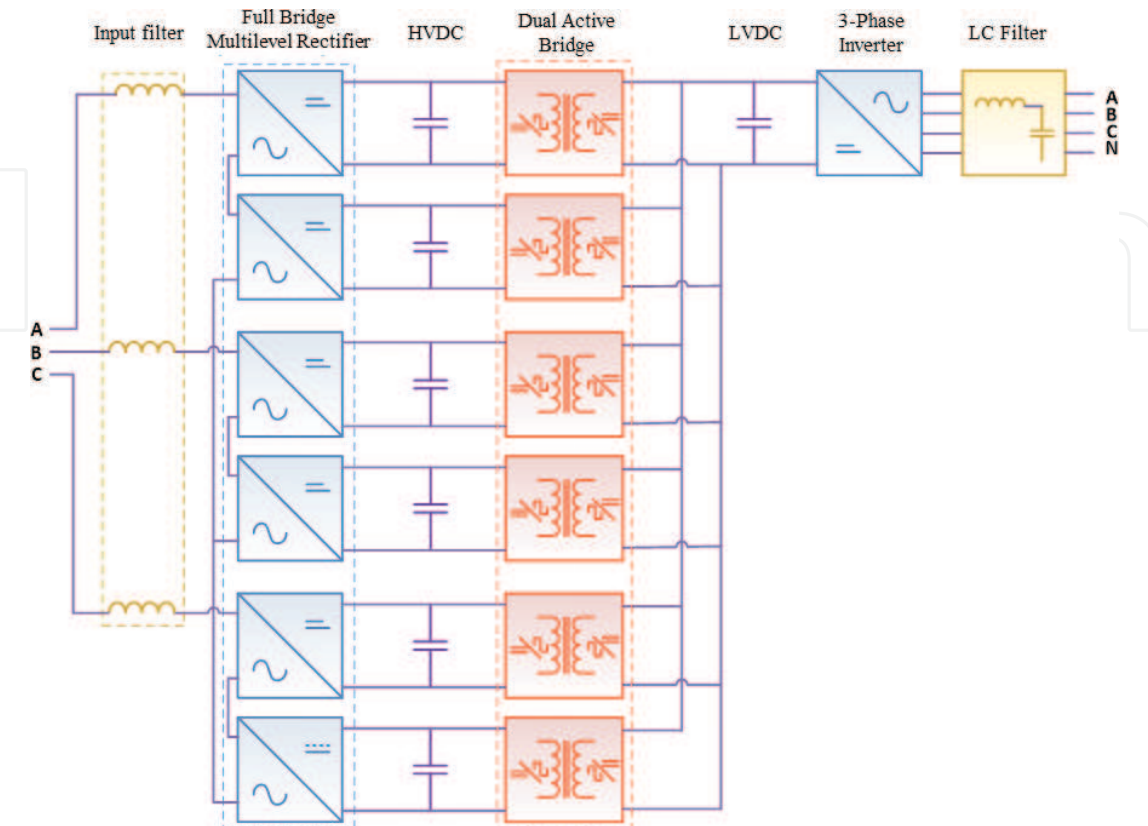 Input filter
Full Bridge
Multilevel Rectifier
HVDC
Dual Active
Bridge
LVDC
3-Phase
Inverter
LC Filter
A
B
C
N
A
B
C